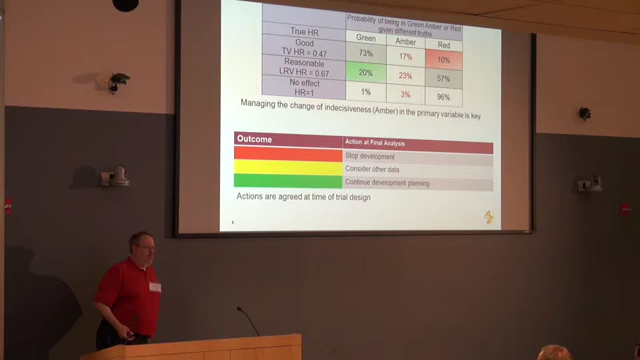 Probability of being in Green Amber or Red
given different truths
True HR
Green
Amber
Red
Good
TV HR = 0.47
73%
17%
10%
Reasonable
LRV HR = 0.67
20%
23%
57%
No effect
HR=1
1%
3%
96%
Managing the change of indecisiveness (Amber) in the primary variable is key
Outcome
Action at Final Analysis
Stop development
Consider other data
Continue development planning
Actions are agreed at time of trial design